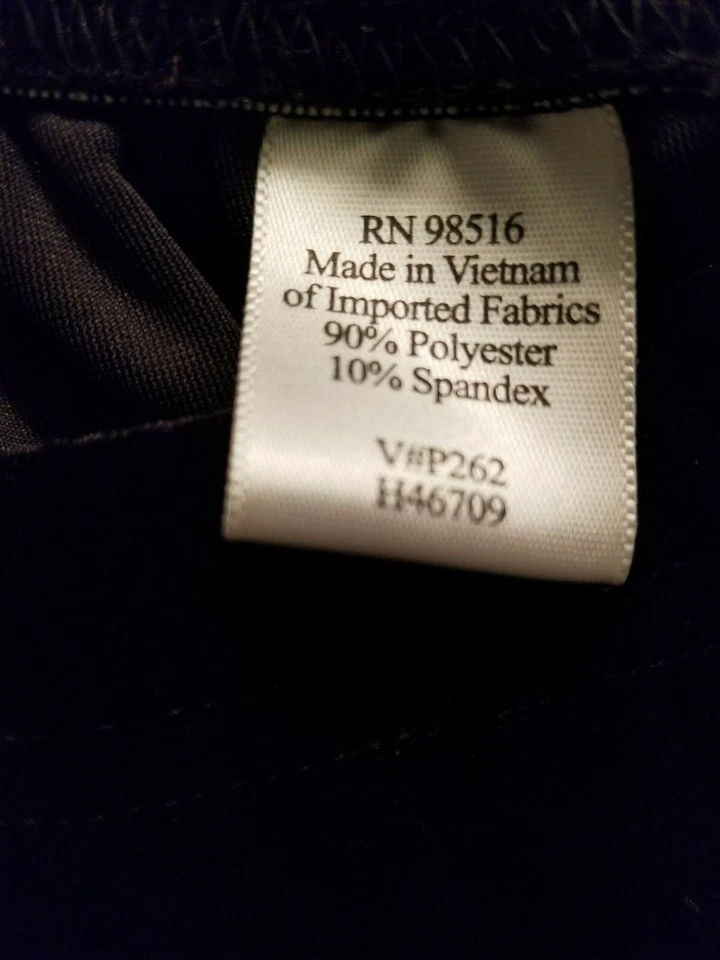 RN 98516
Made in Vietnam
of Imported Fabrics
90% Polyester
10% Spandex
V#P262
H46709